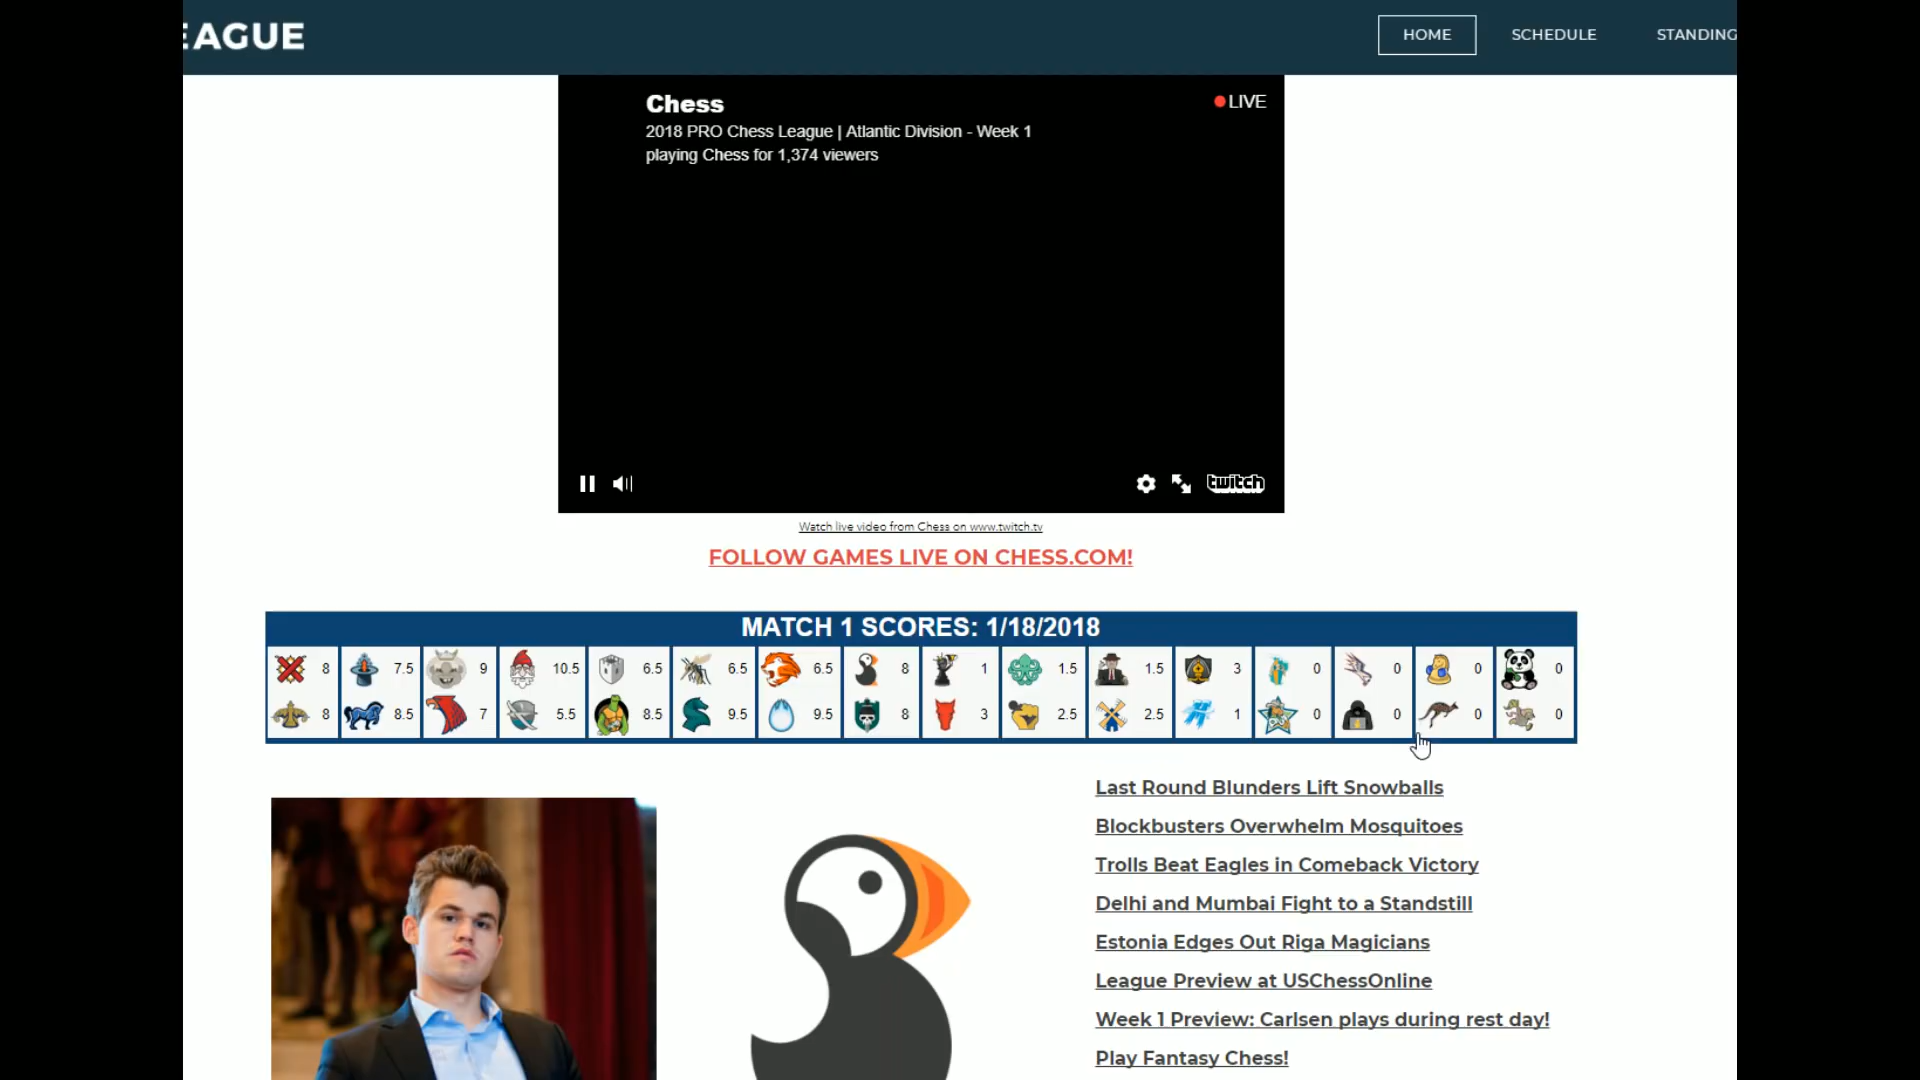 EAGUE
HOME
SCHEDULE
STANDING
Chess
LIVE
2018 PRO Chess League | Atlantic Division - Week 1
playing Chess for 1,374 viewers
twitch
Watch live video from Chess on www.twitch.tv
FOLLOW GAMES LIVE ON CHESS.COM!
MATCH 1 SCORES: 1/18/2018
8 7.5 9 10.5 6.5 6.5 6.5 8 1 1.5 1.5 3 0 0 0 0
8 8.5 7 5.5 8.5 9.5 9.5 8 3 2.5 2.5 1 0 0 0 0
Last Round Blunders Lift Snowballs
Blockbusters Overwhelm Mosquitoes
Trolls Beat Eagles in Comeback Victory
Delhi and Mumbai Fight to a Standstill
Estonia Edges Out Riga Magicians
League Preview at USChessOnline
Week 1 Preview: Carlsen plays during rest day!
Play Fantasy Chess!